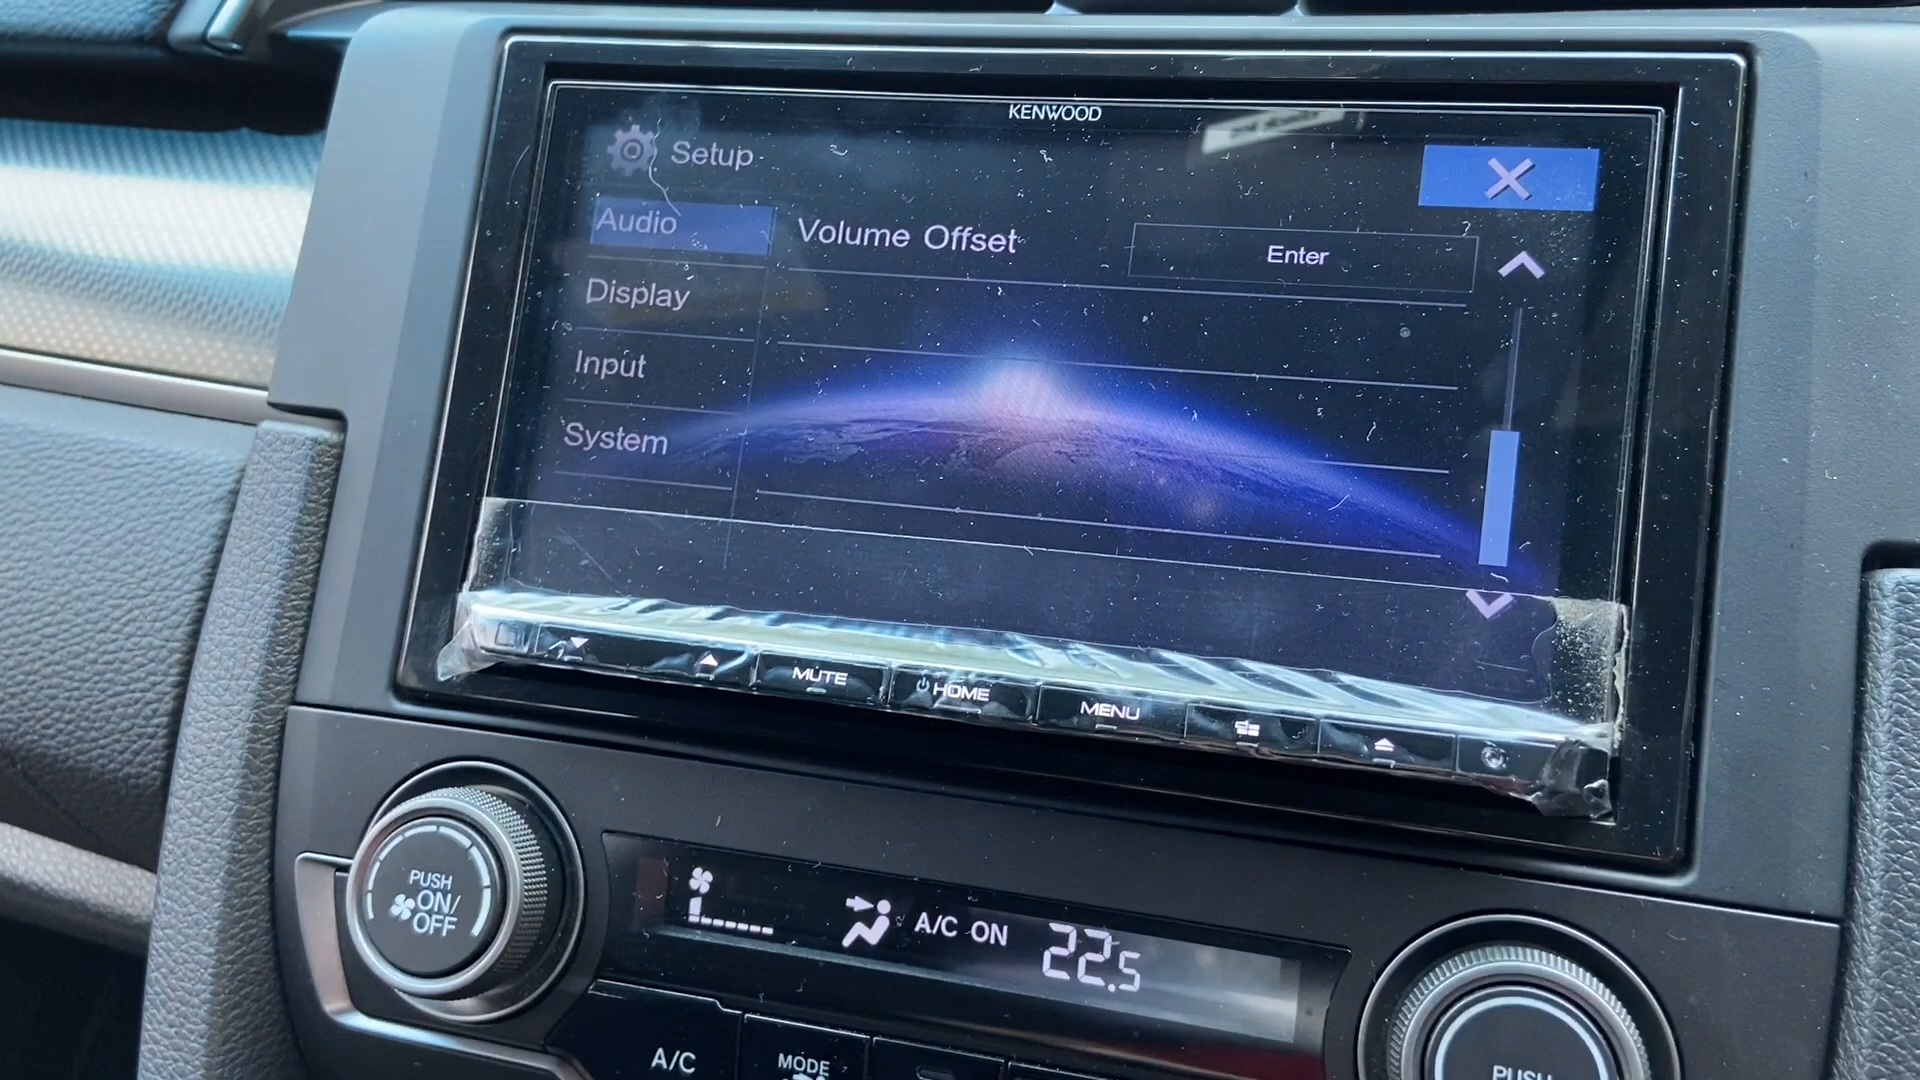 KENWOOD
Setup
Audio
Volume Offset
Enter
Display
Input
System
MUTE
HOME
MENU
PUSH
ON/
OFF
A/C ON
22.5
A/C
MODE
PUSH